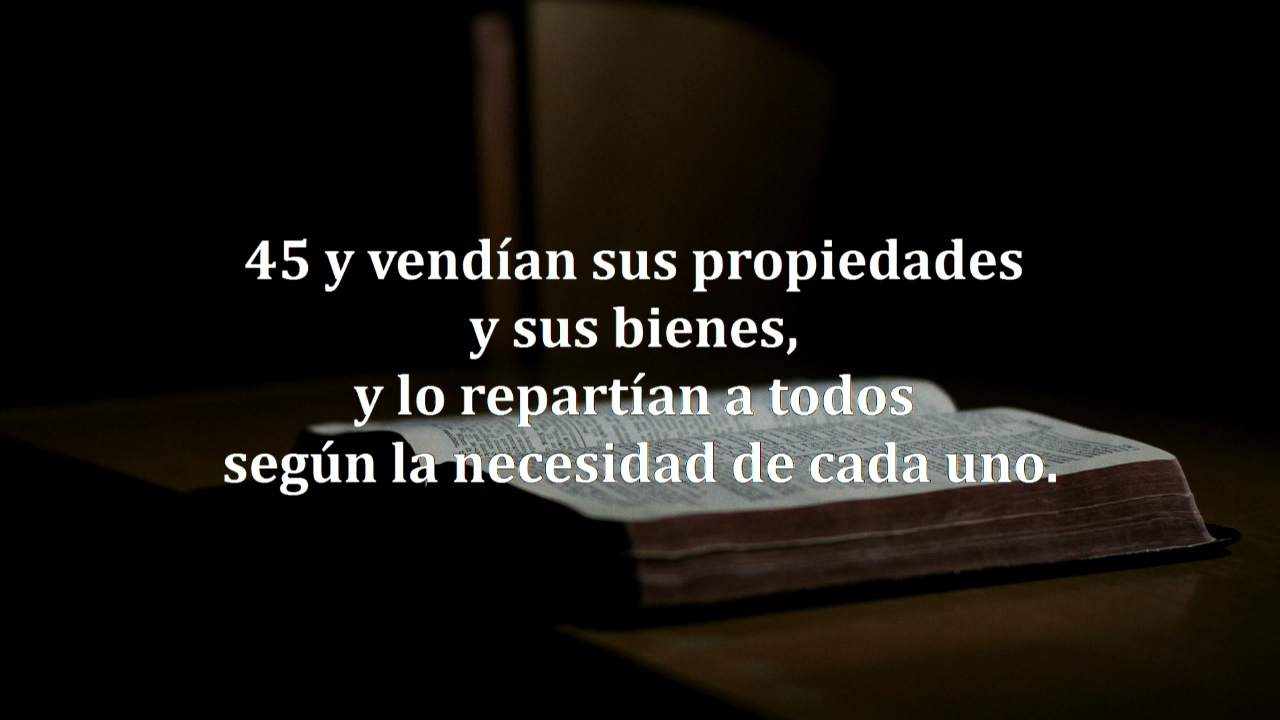 45 y vendían sus propiedades
y sus bienes,
y lo repartían a todos
según la necesidad de cada uno.